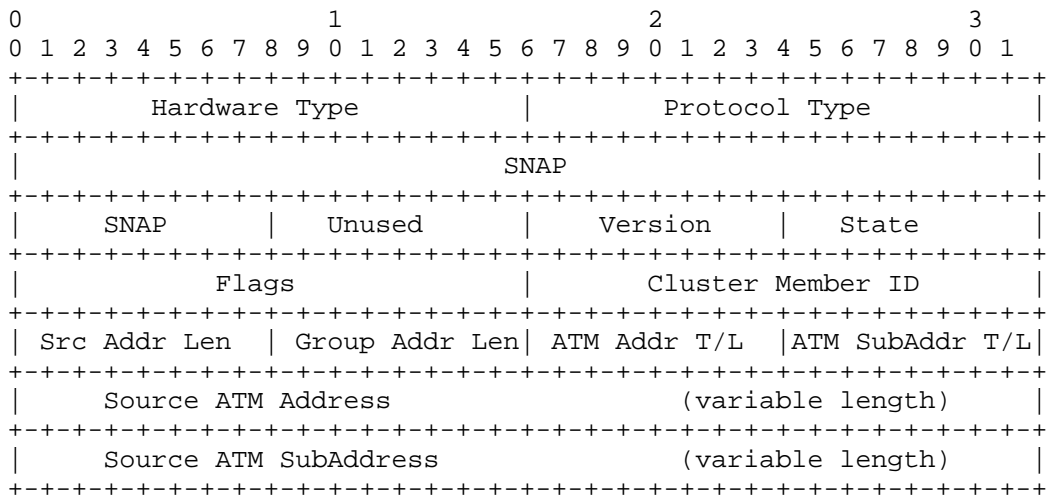 0                   1                   2                   3
0 1 2 3 4 5 6 7 8 9 0 1 2 3 4 5 6 7 8 9 0 1 2 3 4 5 6 7 8 9 0 1
+-+-+-+-+-+-+-+-+-+-+-+-+-+-+-+-+-+-+-+-+-+-+-+-+-+-+-+-+-+-+-+-+
|        Hardware Type          |        Protocol Type          |
+-+-+-+-+-+-+-+-+-+-+-+-+-+-+-+-+-+-+-+-+-+-+-+-+-+-+-+-+-+-+-+-+
|                              SNAP                             |
+-+-+-+-+-+-+-+-+-+-+-+-+-+-+-+-+-+-+-+-+-+-+-+-+-+-+-+-+-+-+-+-+
|     SNAP      |   Unused      |    Version    |   State       |
+-+-+-+-+-+-+-+-+-+-+-+-+-+-+-+-+-+-+-+-+-+-+-+-+-+-+-+-+-+-+-+-+
|            Flags              |       Cluster Member ID       |
+-+-+-+-+-+-+-+-+-+-+-+-+-+-+-+-+-+-+-+-+-+-+-+-+-+-+-+-+-+-+-+-+
| Src Addr Len  | Group Addr Len| ATM Addr T/L  |ATM SubAddr T/L|
+-+-+-+-+-+-+-+-+-+-+-+-+-+-+-+-+-+-+-+-+-+-+-+-+-+-+-+-+-+-+-+-+
|     Source ATM Address                  (variable length)     |
+-+-+-+-+-+-+-+-+-+-+-+-+-+-+-+-+-+-+-+-+-+-+-+-+-+-+-+-+-+-+-+-+
|     Source ATM SubAddress               (variable length)     |
+-+-+-+-+-+-+-+-+-+-+-+-+-+-+-+-+-+-+-+-+-+-+-+-+-+-+-+-+-+-+-+-+